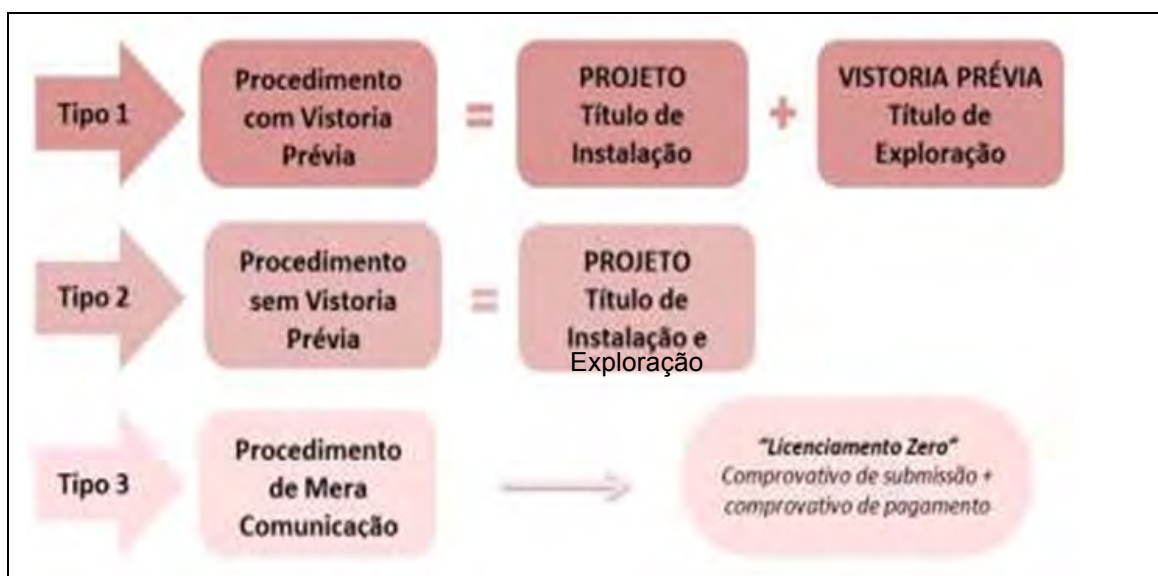 Tipo 1
Procedimento
com Vistoria
Prévia
=
PROJETO
Título de
Instalação
+
VISTORIA PRÉVIA
Título de
Exploração
Tipo 2
Procedimento
sem Vistoria
Prévia
=
PROJETO
Título de
Instalação e
Exploração
Tipo 3
Procedimento
de Mera
Comunicação
"Licenciamento Zero"
Comprovativo de submissão +
comprovativo de pagamento